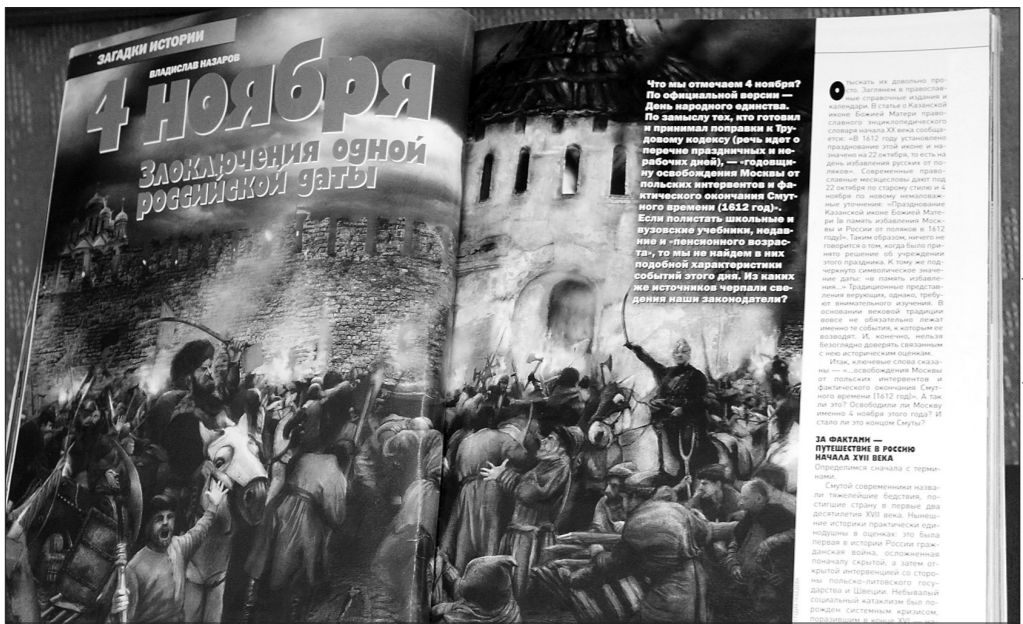 ЗАГАДКИ ИСТОРИИ
ВЛАДИСЛАВ НАЗАРОВ
4 ноября
Злоключения одной
российской даты
Что мы отмечаем 4 ноября?
По официальной версии —
День народного единства.
По замыслу тех, кто готовил
и принимал поправки к Тру-
довому кодексу (речь идет о
перечне праздничных и не-
рабочих дней), — «годовщи-
ну освобождения Москвы от
польских интервентов и фа-
ктического окончания Смут-
ного времени (1612 год)».
Если полистать школьные и
вузовские учебники, недав-
ние и «пенсионного возрас-
та», то мы не найдем в них
подобной характеристики
событий этого дня. Из каких
же источников черпали све-
дения наши законодатели?
Отыскать их довольно про-
сто. Заглянем в православ-
ные справочные издания и
календари. В статье о Казанской
иконе Божией Матери пра-
вославного энциклопедического
словаря начала XX века сообща-
ется: «В 1612 году установлено
празднование этой иконе и на-
значено на 22 октября, то есть на
день избавления русских от по-
ляков». Современные право-
славные месяцесловы дают под
22 октября по старому стилю и 4
ноября по новому немаловаж-
ные уточнения: «Празднование
Казанской иконе Божией Мате-
ри (в память избавления Моск-
вы и России от поляков в 1612
году)». Таким образом, ничего не
говорится о том, когда было при-
нято решение об учреждении
этого праздника. К тому же под-
черкнуто символическое значе-
ние даты: «в память избавле-
ния...» Традиционные представ-
ления верующих, однако, требу-
ют внимательного изучения. В
основании вековой традиции
вовсе не обязательно лежат
именно те события, к которым ее
возводят. И, конечно, нельзя
безоглядно доверять связанным
с нею историческим оценкам.
Итак, ключевые слова сказа-
ны — «...освобождения Москвы
от польских интервентов и
фактического окончания Смут-
ного времени (1612 год)». А так
ли это? Освободили ли Москву
именно 4 ноября этого года? И
стало ли это концом Смуты?
ЗА ФАКТАМИ —
ПУТЕШЕСТВИЕ В РОССИЮ
НАЧАЛА XVII ВЕКА
Определимся сначала с терми-
нами.
Смутой современники назва-
ли тяжелейшие бедствия, по-
стигшие страну в первые два
десятилетия XVII века. Нынеш-
ние историки практически еди-
нодушны в оценках: это была
первая в истории России граж-
данская война, осложненная
поначалу скрытой, а затем от-
крытой интервенцией со сторо-
ны польско-литовского госу-
дарства и Швеции. Небывалый
социальный катаклизм был по-
рожден системным кризисом,
поразившим в конце XVI —